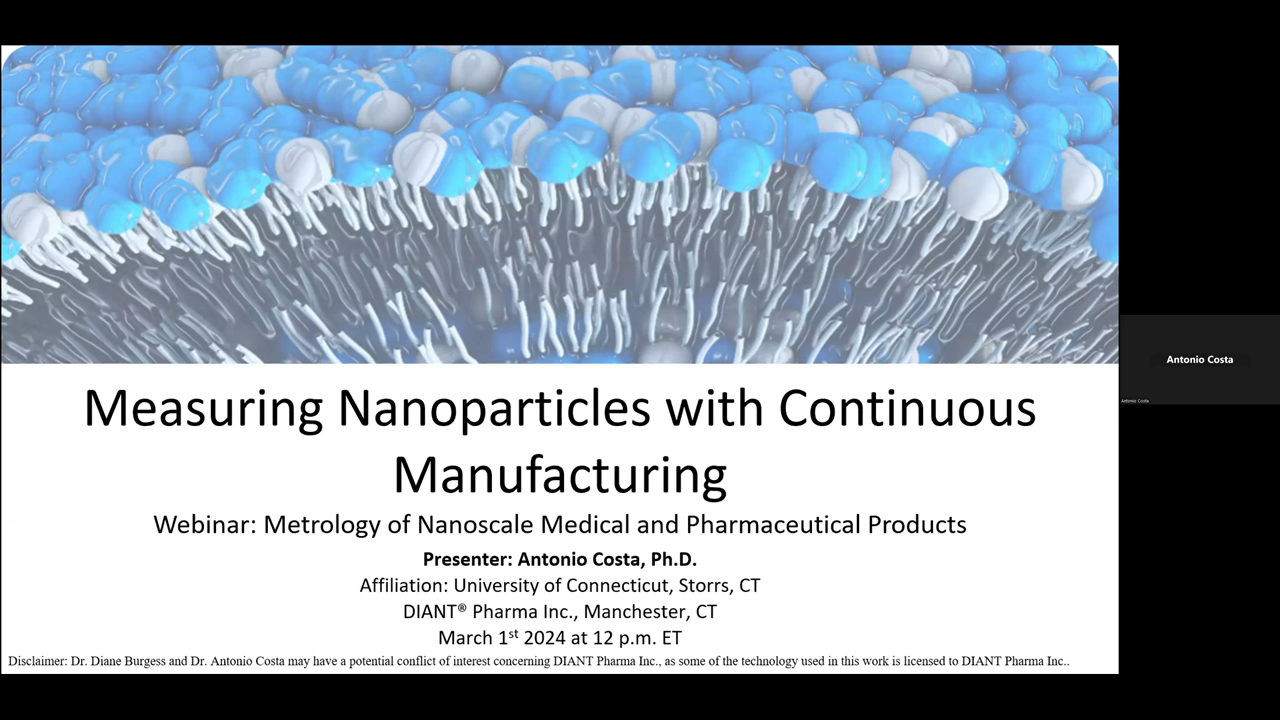 Measuring Nanoparticles with Continuous
Manufacturing
Webinar: Metrology of Nanoscale Medical and Pharmaceutical Products
Presenter: Antonio Costa, Ph.D.
Affiliation: University of Connecticut, Storrs, CT
DIANT® Pharma Inc., Manchester, CT
March 1st 2024 at 12 p.m. ET
Disclaimer: Dr. Diane Burgess and Dr. Antonio Costa may have a potential conflict of interest concerning DIANT Pharma Inc., as some of the technology used in this work is licensed to DIANT Pharma Inc..
Antonio Costa
Antonio Costa